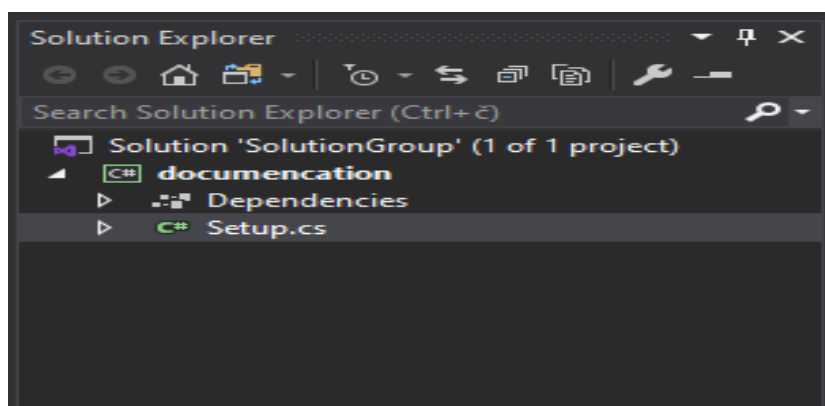 Solution Explorer
Search Solution Explorer (Ctrl+č)
Solution 'SolutionGroup' (1 of 1 project)
C# documencation
Dependencies
C# Setup.cs